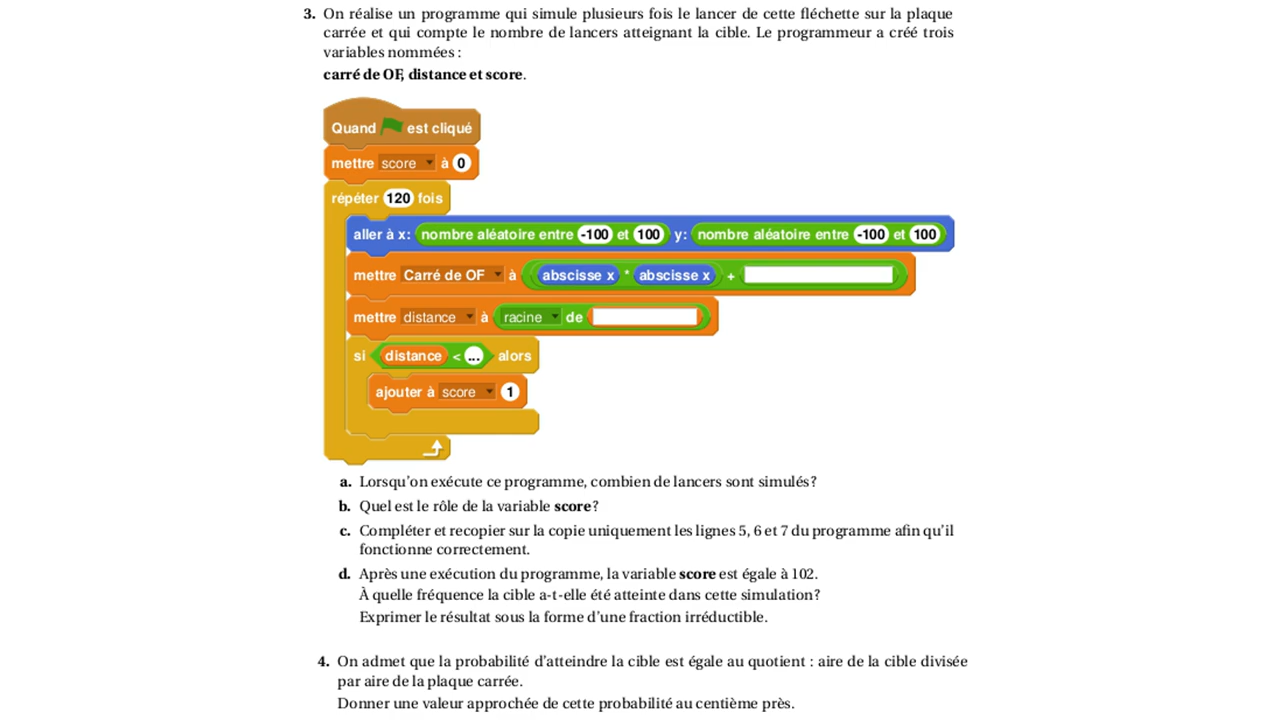 3. On réalise un programme qui simule plusieurs fois le lancer de cette fléchette sur la plaque
carrée et qui compte le nombre de lancers atteignant la cible. Le programmeur a créé trois
variables nommées :
carré de OF, distance et score.
Quand est cliqué
mettre score à 0
répéter 120 fois
aller à x: nombre aléatoire entre -100 et 100 y: nombre aléatoire entre -100 et 100
mettre Carré de OF à abscisse x * abscisse x +
mettre distance à racine de
si distance < ... alors
ajouter à score 1
a. Lorsqu'on exécute ce programme, combien de lancers sont simulés?
b. Quel est le rôle de la variable score?
c. Compléter et recopier sur la copie uniquement les lignes 5, 6 et 7 du programme afin qu'il
fonctionne correctement.
d. Après une exécution du programme, la variable score est égale à 102.
À quelle fréquence la cible a-t-elle été atteinte dans cette simulation?
Exprimer le résultat sous la forme d'une fraction irréductible.
4. On admet que la probabilité d'atteindre la cible est égale au quotient : aire de la cible divisée
par aire de la plaque carrée.
Donner une valeur approchée de cette probabilité au centième près.